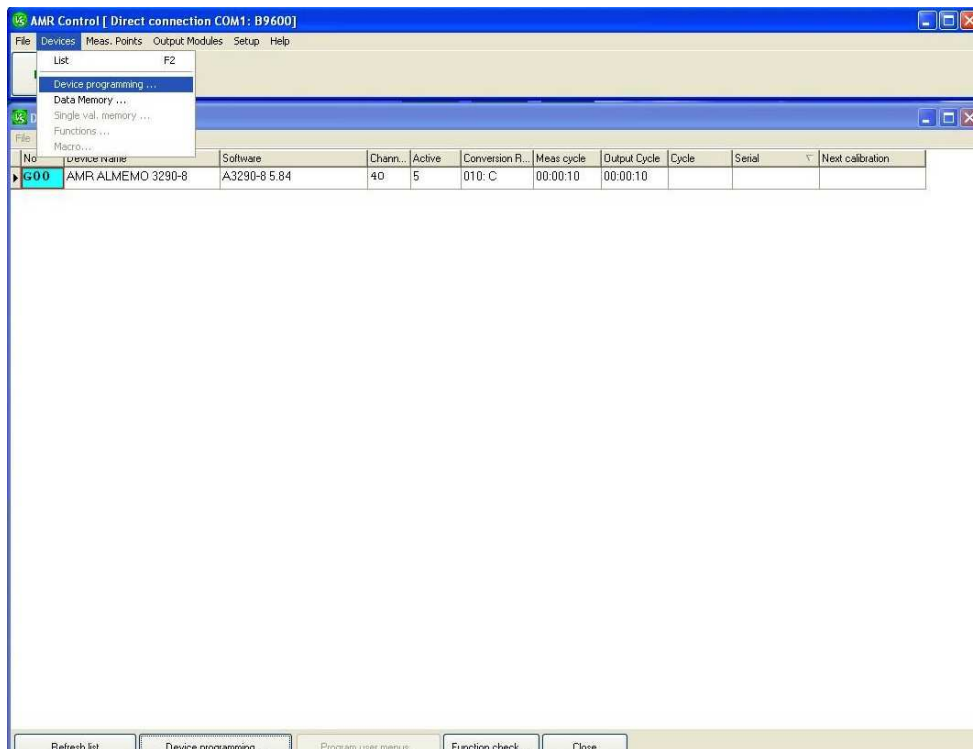 AMR Control [ Direct connection COM1: B9600]
File Devices Meas. Points Output Modules Setup Help
List F2
Device programming ...
Data Memory ...
Single val. memory ...
Functions ...
Macro...
D
File
No Device Name Software Chann... Active Conversion R... Meas cycle Output Cycle Cycle Serial Next calibration
G00 AMR ALMEMO 3290-8 A3290-8 5.84 40 5 010: C 00:00:10 00:00:10
Refresh list Device programming Program user menus Function check Close